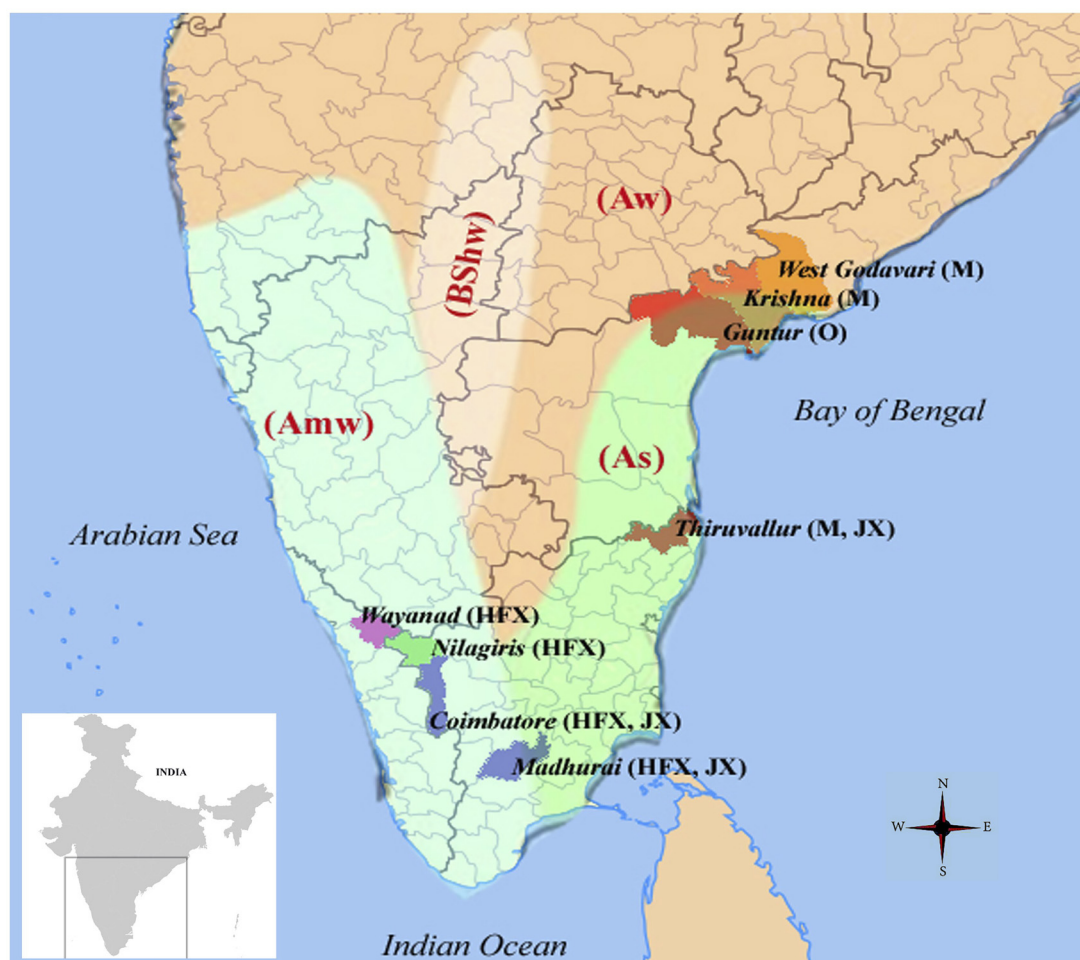 (Aw)
(BShw)
West Godavari (M)
Krishna (M)
Guntur (O)
Bay of Bengal
(Amw)
(As)
Arabian Sea
Thiruvallur (M, JX)
Wayanad (HFX)
Nilagiris (HFX)
Coimbatore (HFX, JX)
Madhurai (HFX, JX)
INDIA
N
W
E
S
Indian Ocean